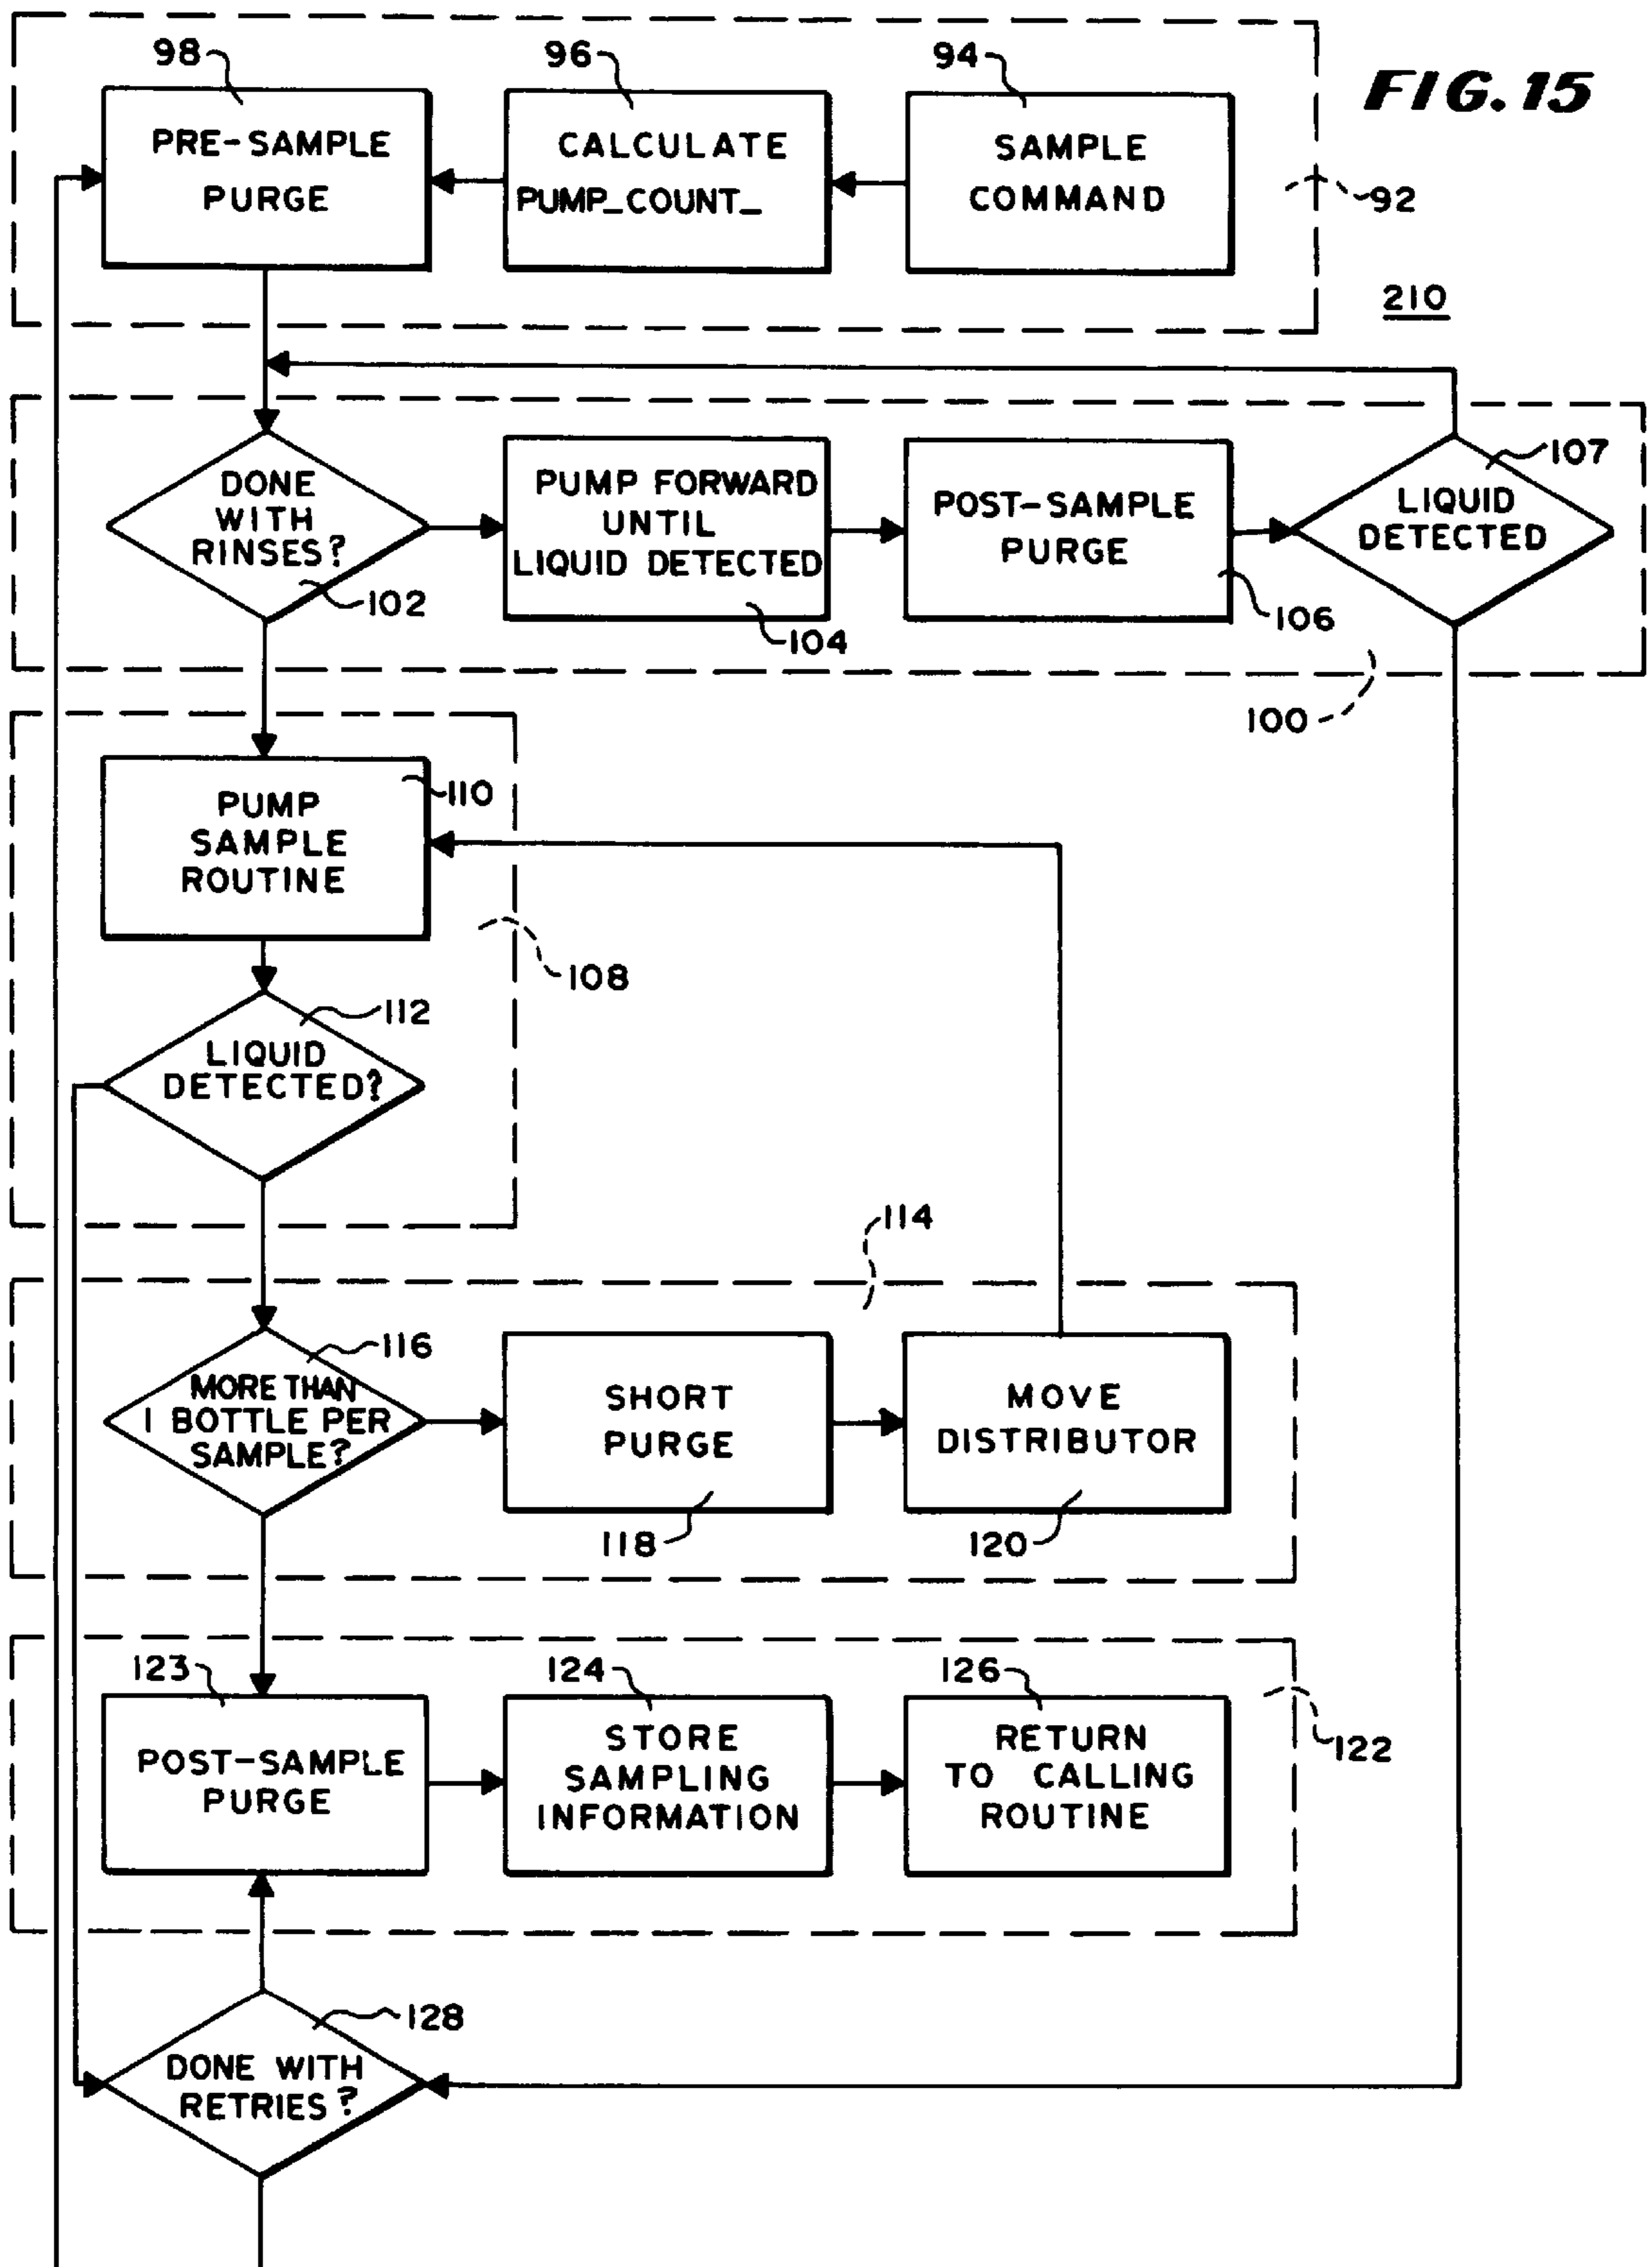 FIG. 15
98
96
94
PRE-SAMPLE
PURGE
CALCULATE
PUMP_COUNT_
SAMPLE
COMMAND
92
210
DONE
WITH
RINSES?
102
PUMP FORWARD
UNTIL
LIQUID DETECTED
104
POST-SAMPLE
PURGE
106
107
LIQUID
DETECTED
100
110
PUMP
SAMPLE
ROUTINE
108
112
LIQUID
DETECTED?
114
116
MORE THAN
1 BOTTLE PER
SAMPLE?
SHORT
PURGE
118
MOVE
DISTRIBUTOR
120
123
124
126
POST-SAMPLE
PURGE
STORE
SAMPLING
INFORMATION
RETURN
TO CALLING
ROUTINE
122
128
DONE WITH
RETRIES?